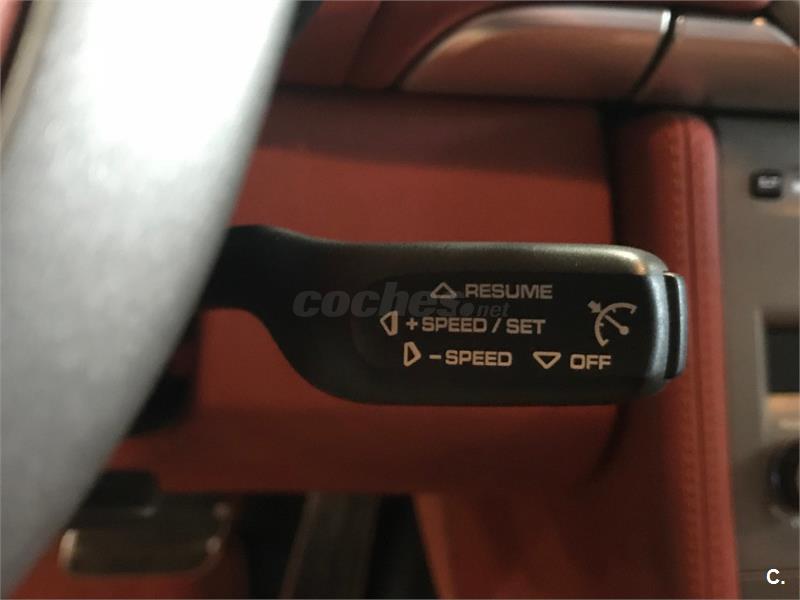 RESUME
coches.net
+ SPEED / SET
- SPEED OFF
C.